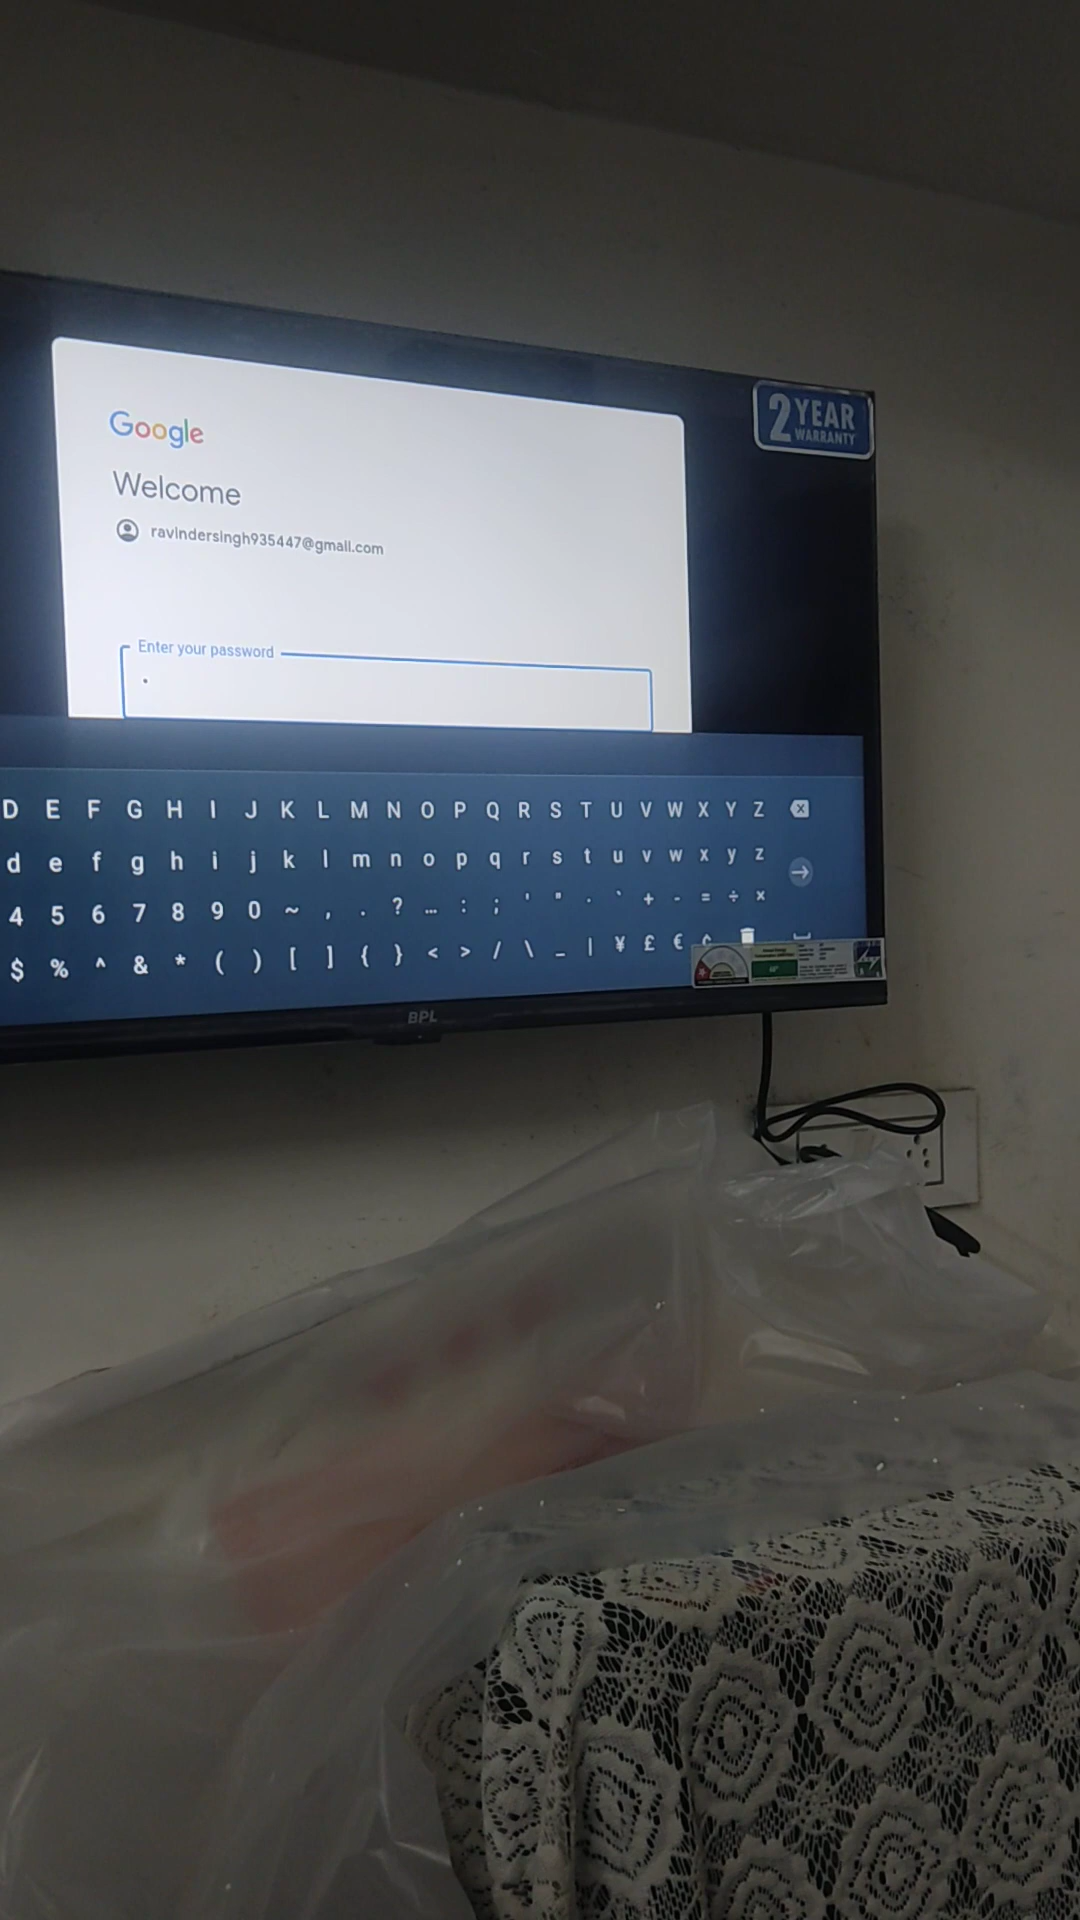 2 YEAR
WARRANTY
Google
Welcome
ravindersingh935447@gmail.com
Enter your password
•
D E F G H I J K L M N O P Q R S T U V W X Y Z
d e f g h i j k l m n o p q r s t u v w x y z
4 5 6 7 8 9 0 ~ , . ? … : ; ' " · ` + - = ÷ ×
$ % ^ & * ( ) [ ] { } < > / \ _ | ¥ £ €
BPL